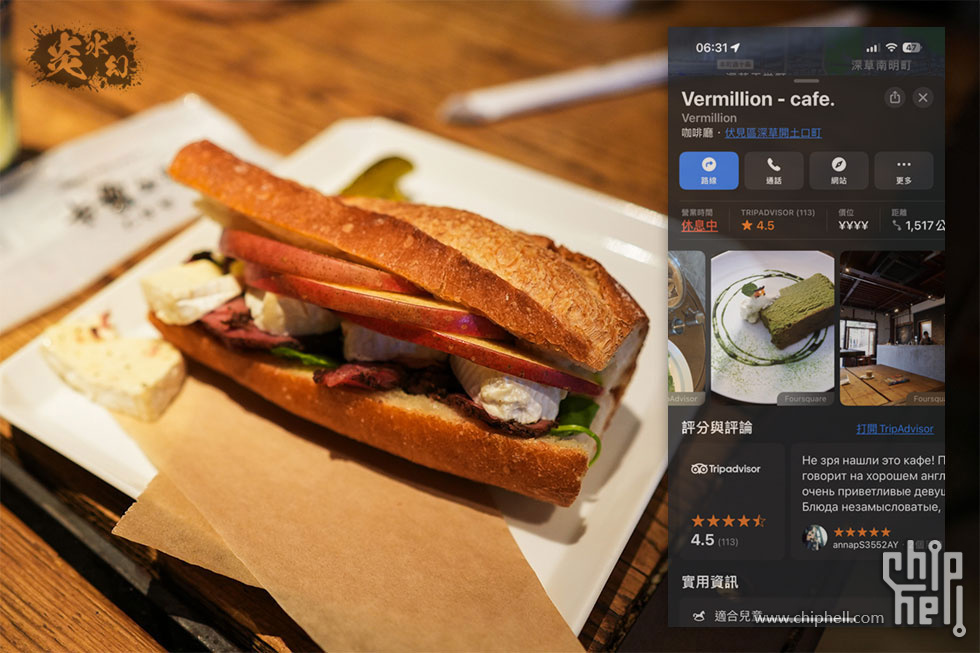 炎水幻
06:31
47
深草南明町
Vermillion - cafe.
Vermillion
咖啡廳 · 伏見區深草開土口町
路線
通話
網站
更多
營業時間
休息中
TRIPADVISOR (113)
4.5
價位
¥¥¥¥
距離
1,517 公
Advisor
Foursquare
Foursqu
評分與評論
打開 TripAdvisor
Tripadvisor
4.5 (113)
Не зря нашли это кафе! П
говорит на хорошем англ
очень приветливые девуш
Блюда незамысловатые,
annapS3552AY
實用資訊
適合兒童
www.chiphell.com
chip
hell